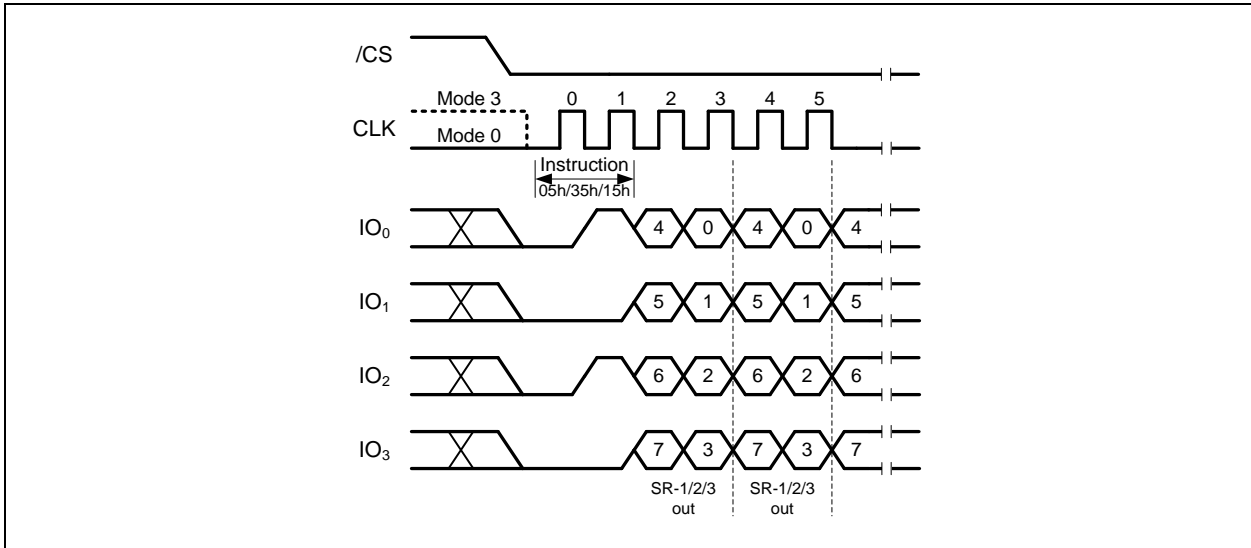 /CS
Mode 3 0 1 2 3 4 5
CLK
Mode 0
Instruction
05h/35h/15h
IO0 4 0 4 0 4
IO1 5 1 5 1 5
IO2 6 2 6 2 6
IO3 7 3 7 3 7
SR-1/2/3 SR-1/2/3
out out